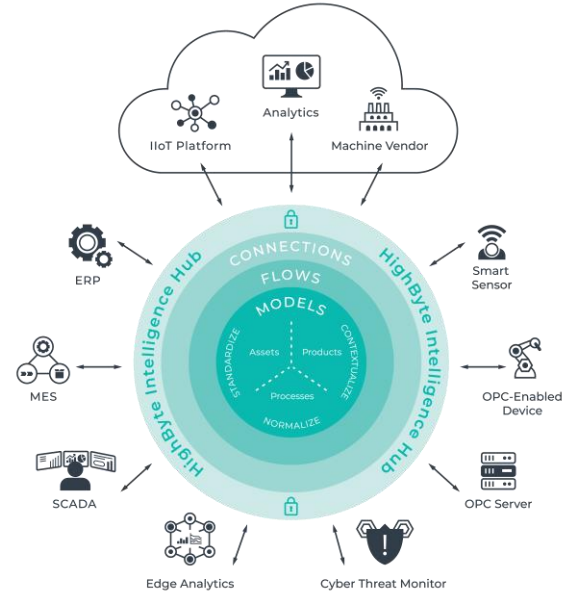 Analytics
IIoT Platform
Machine Vendor
HighByte Intelligence Hub
HighByte Intelligence Hub
CONNECTIONS
FLOWS
MODELS
STANDARDIZE
CONTEXTUALIZE
NORMALIZE
Assets
Products
Processes
ERP
Smart
Sensor
MES
OPC-Enabled
Device
SCADA
OPC Server
Edge Analytics
Cyber Threat Monitor
!